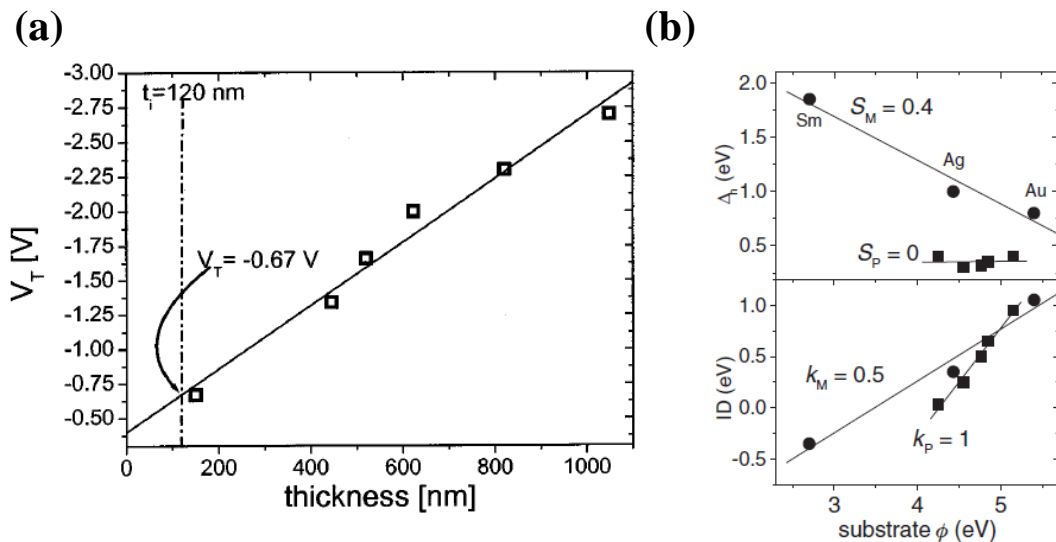 (a)
(b)
-3.00
-2.75
-2.50
-2.25
-2.00
-1.75
-1.50
-1.25
-1.00
-0.75
-0.50
V_T [V]
t_i=120 nm
V_T= -0.67 V
0
200
400
600
800
1000
thickness [nm]
1.5
1.0
0.5
Δ_n (eV)
S_M = 0.4
Sm
Ag
Au
S_P = 0
1.0
0.5
0.0
-0.5
ID (eV)
k_M = 0.5
k_P = 1
3
4
5
substrate ϕ (eV)